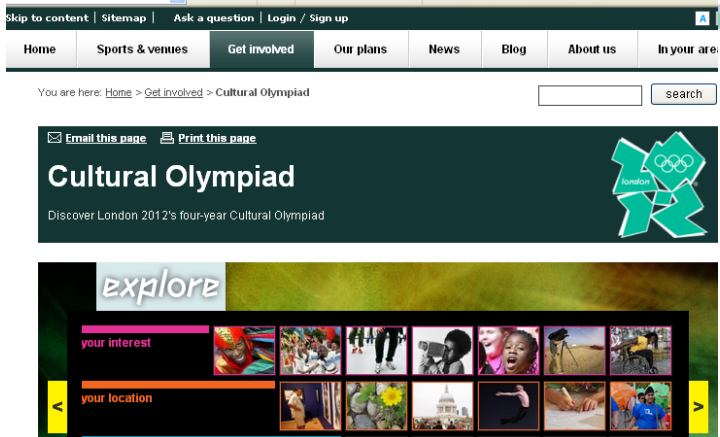 Skip to content | Sitemap | Ask a question | Login / Sign up
A
Home Sports & venues Get involved Our plans News Blog About us In your area
You are here: Home > Get involved > Cultural Olympiad
search
Email this page Print this page
Cultural Olympiad
london
Discover London 2012's four-year Cultural Olympiad
explore
your interest
your location
< >